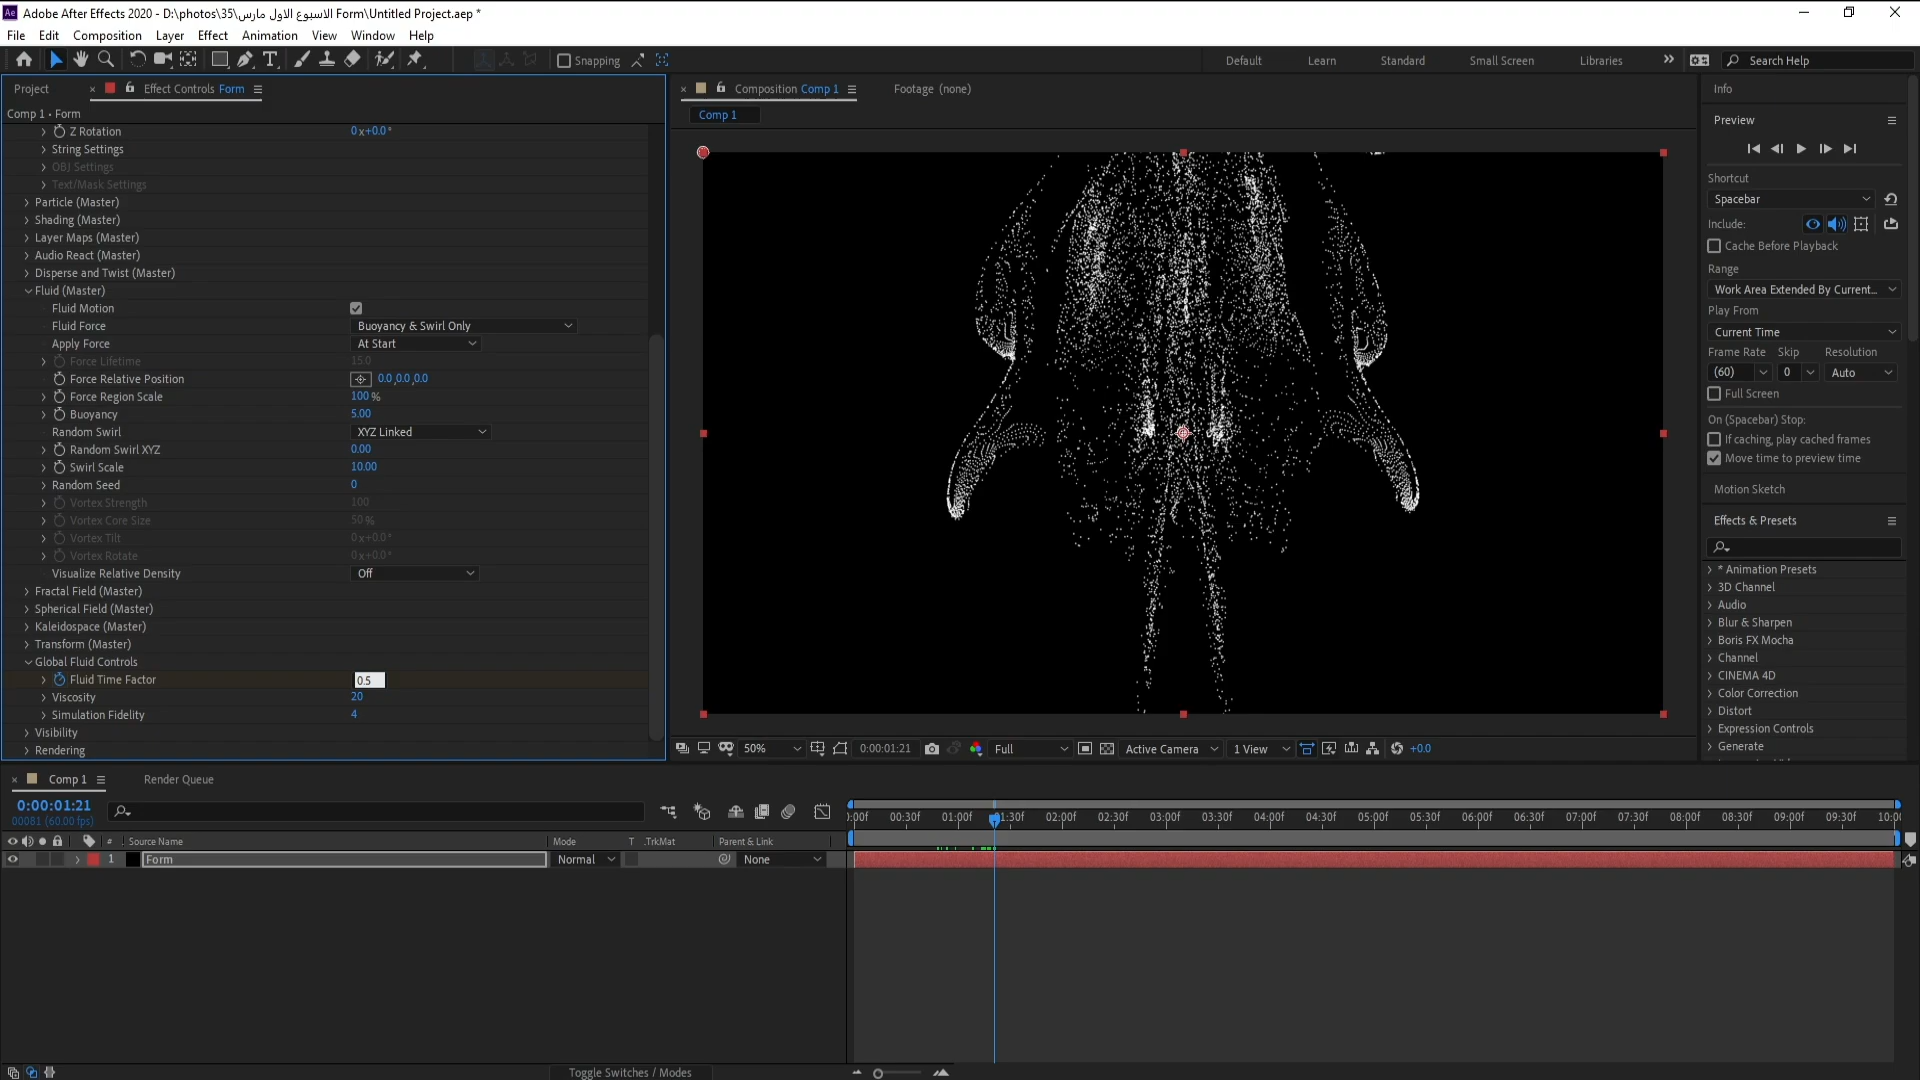 Ae Adobe After Effects 2020 - D:\photos\35\الاسبوع الاول مارس Form\Untitled Project.aep *
File Edit Composition Layer Effect Animation View Window Help
Snapping
Default Learn Standard Small Screen Libraries » Search Help
Project × Effect Controls Form
Comp 1 • Form
Z Rotation 0x+0.0°
String Settings
OBJ Settings
Text/Mask Settings
Particle (Master)
Shading (Master)
Layer Maps (Master)
Audio React (Master)
Disperse and Twist (Master)
Fluid (Master)
Fluid Motion
Fluid Force Buoyancy & Swirl Only
Apply Force At Start
Force Lifetime 15.0
Force Relative Position 0.0,0.0,0.0
Force Region Scale 100 %
Buoyancy 5.00
Random Swirl XYZ Linked
Random Swirl XYZ 0.00
Swirl Scale 10.00
Random Seed 0
Vortex Strength 100
Vortex Core Size 50 %
Vortex Tilt 0x+0.0°
Vortex Rotate 0x+0.0°
Visualize Relative Density Off
Fractal Field (Master)
Spherical Field (Master)
Kaleidospace (Master)
Transform (Master)
Global Fluid Controls
Fluid Time Factor 0.5
Viscosity 20
Simulation Fidelity 4
Visibility
Rendering
× Composition Comp 1 Footage (none)
Comp 1
50% 0:00:01:21 Full Active Camera 1 View +0.0
Info
Preview
Shortcut
Spacebar
Include:
Cache Before Playback
Range
Work Area Extended By Current...
Play From
Current Time
Frame Rate Skip Resolution
(60) 0 Auto
Full Screen
On (Spacebar) Stop:
If caching, play cached frames
Move time to preview time
Motion Sketch
Effects & Presets
* Animation Presets
3D Channel
Audio
Blur & Sharpen
Boris FX Mocha
Channel
CINEMA 4D
Color Correction
Distort
Expression Controls
Generate
× Comp 1 Render Queue
0:00:01:21
00081 (60.00 fps)
# Source Name Mode T .TrkMat Parent & Link
1 Form Normal None
0:00f 00:30f 01:00f 01:30f 02:00f 02:30f 03:00f 03:30f 04:00f 04:30f 05:00f 05:30f 06:00f 06:30f 07:00f 07:30f 08:00f 08:30f 09:00f 09:30f 10:0
Toggle Switches / Modes